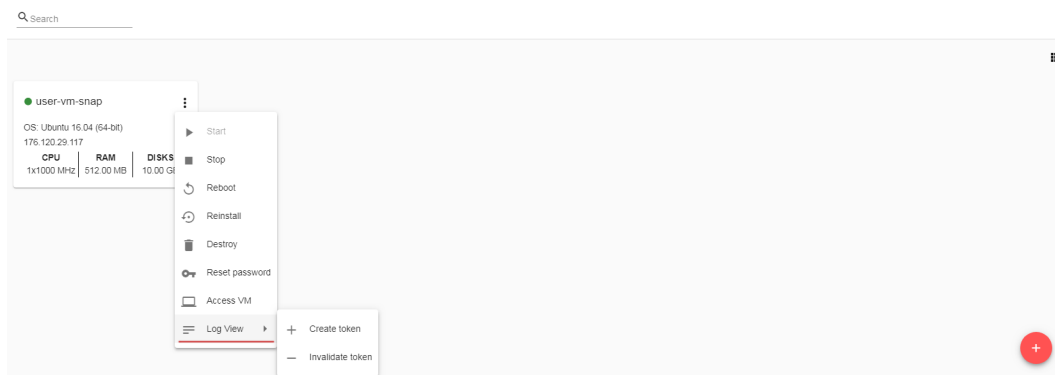 Search
user-vm-snap
OS: Ubuntu 16.04 (64-bit)
176.120.29.117
CPU RAM DISKS
1x1000 MHz 512.00 MB 10.00 GB
Start
Stop
Reboot
Reinstall
Destroy
Reset password
Access VM
Log View
Create token
Invalidate token